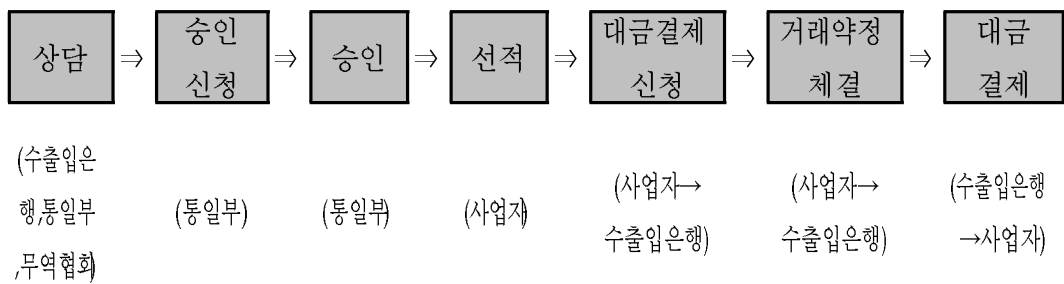 상담 ⇒ 숭인 신청 ⇒ 승인 ⇒ 선적 ⇒ 대금결제 신청 ⇒ 거래약정 체결 ⇒ 대금 결제
(수출입은
행,통일부
,무역협회)
(통일부)
(통일부)
(사업자)
(사업자→
수출입은행)
(사업자→
수출입은행)
(수출입은행
→사업자)